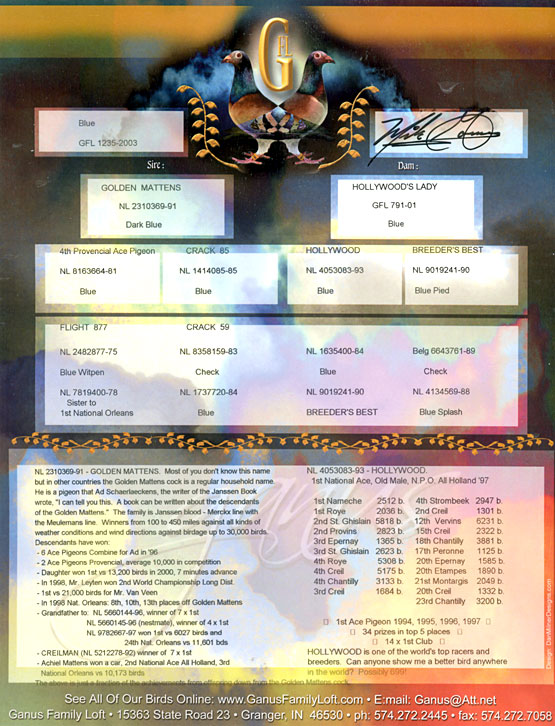 G
FL
Blue
GFL 1235-2003
Sire :
Dam :
GOLDEN MATTENS
NL 2310369-91
Dark Blue
HOLLYWOOD'S LADY
GFL 791-01
Blue
4th Provencial Ace Pigeon
NL 8163664-81
Blue
CRACK 85
NL 1414085-85
Blue
HOLLYWOOD
NL 4053083-93
Blue
BREEDER'S BEST
NL 9019241-90
Blue Pied
FLIGHT 877
CRACK 59
NL 2482877-75
NL 8358159-83
NL 1635400-84
Belg 6643761-89
Blue Witpen
Check
Blue
Check
NL 7819400-78
NL 1737720-84
NL 9019241-90
NL 4134569-88
Sister to
1st National Orleans
Blue
BREEDER'S BEST
Blue Splash
NL 2310369-91 - GOLDEN MATTENS. Most of you don't know this name
but in other countries the Golden Mattens cock is a regular household name.
He is a pigeon that Ad Schaerlaeckens, the writer of the Janssen Book
wrote, "I can tell you this. A book can be written about the descendants
of the Golden Mattens." The family is Janssen blood - Merckx line with
the Meulemans line. Winners from 100 to 450 miles against all kinds of
weather conditions and wind directions against birdage up to 30,000 birds.
Descendants have won:
- 6 Ace Pigeons Combine for Ad in '96
- 2 Ace Pigeons Provincial, average 10,000 in competition
- Daughter won 1st vs 13,200 birds in 2000, 7 minutes advance
- In 1998, Mr. Leyten won 2nd World Championship Long Dist.
- 1st vs 21,000 birds for Mr. Van Veen
- In 1998 Nat. Orleans: 8th, 10th, 13th places off Golden Mattens
- Grandfather to: NL 5660144-96, winner of 7 x 1st
NL 5660145-96 (nestmate), winner of 4 x 1st
NL 9782667-97 won 1st vs 6027 birds and
24th Nat. Orleans vs 11,601 bds
- CREILMAN (NL 5212278-92) winner of 7 x 1st
- Achiel Mattens won a car, 2nd National Ace All Holland, 3rd
National Orleans vs 10,173 birds
The above is just a fraction of the achievements from offspring down from the Golden Mattens cock.
NL 4053083-93 - HOLLYWOOD.
1st National Ace, Old Male, N.P.O. All Holland '97
1st Nameche 2512 b. 4th Strombeek 2947 b.
1st Roye 2036 b. 2nd Creil 1301 b.
2nd St. Ghislain 5818 b. 12th Vervins 6231 b.
2nd Provins 2823 b. 15th Creil 2322 b.
3rd Epernay 1365 b. 18th Chantilly 3881 b.
3rd St. Ghislain 2623 b. 17th Peronne 1125 b.
4th Roye 5308 b. 20th Epernay 1585 b.
4th Creil 5175 b. 20th Etampes 1890 b.
4th Chantilly 3133 b. 21st Montargis 2049 b.
3rd Creil 1684 b. 20th Creil 1332 b.
23rd Chantilly 3200 b.
1st Ace Pigeon 1994, 1995, 1996, 1997
34 prizes in top 5 places
14 x 1st Club
HOLLYWOOD is one of the world's top racers and
breeders. Can anyone show me a better bird anywhere
in the world? Possibly 699!
Design: DanMinerDesigns.com
See All Of Our Birds Online: www.GanusFamilyLoft.com • E:mail: Ganus@Att.net
Ganus Family Loft • 15363 State Road 23 • Granger, IN 46530 • ph: 574.272.2445 • fax: 574.272.7058